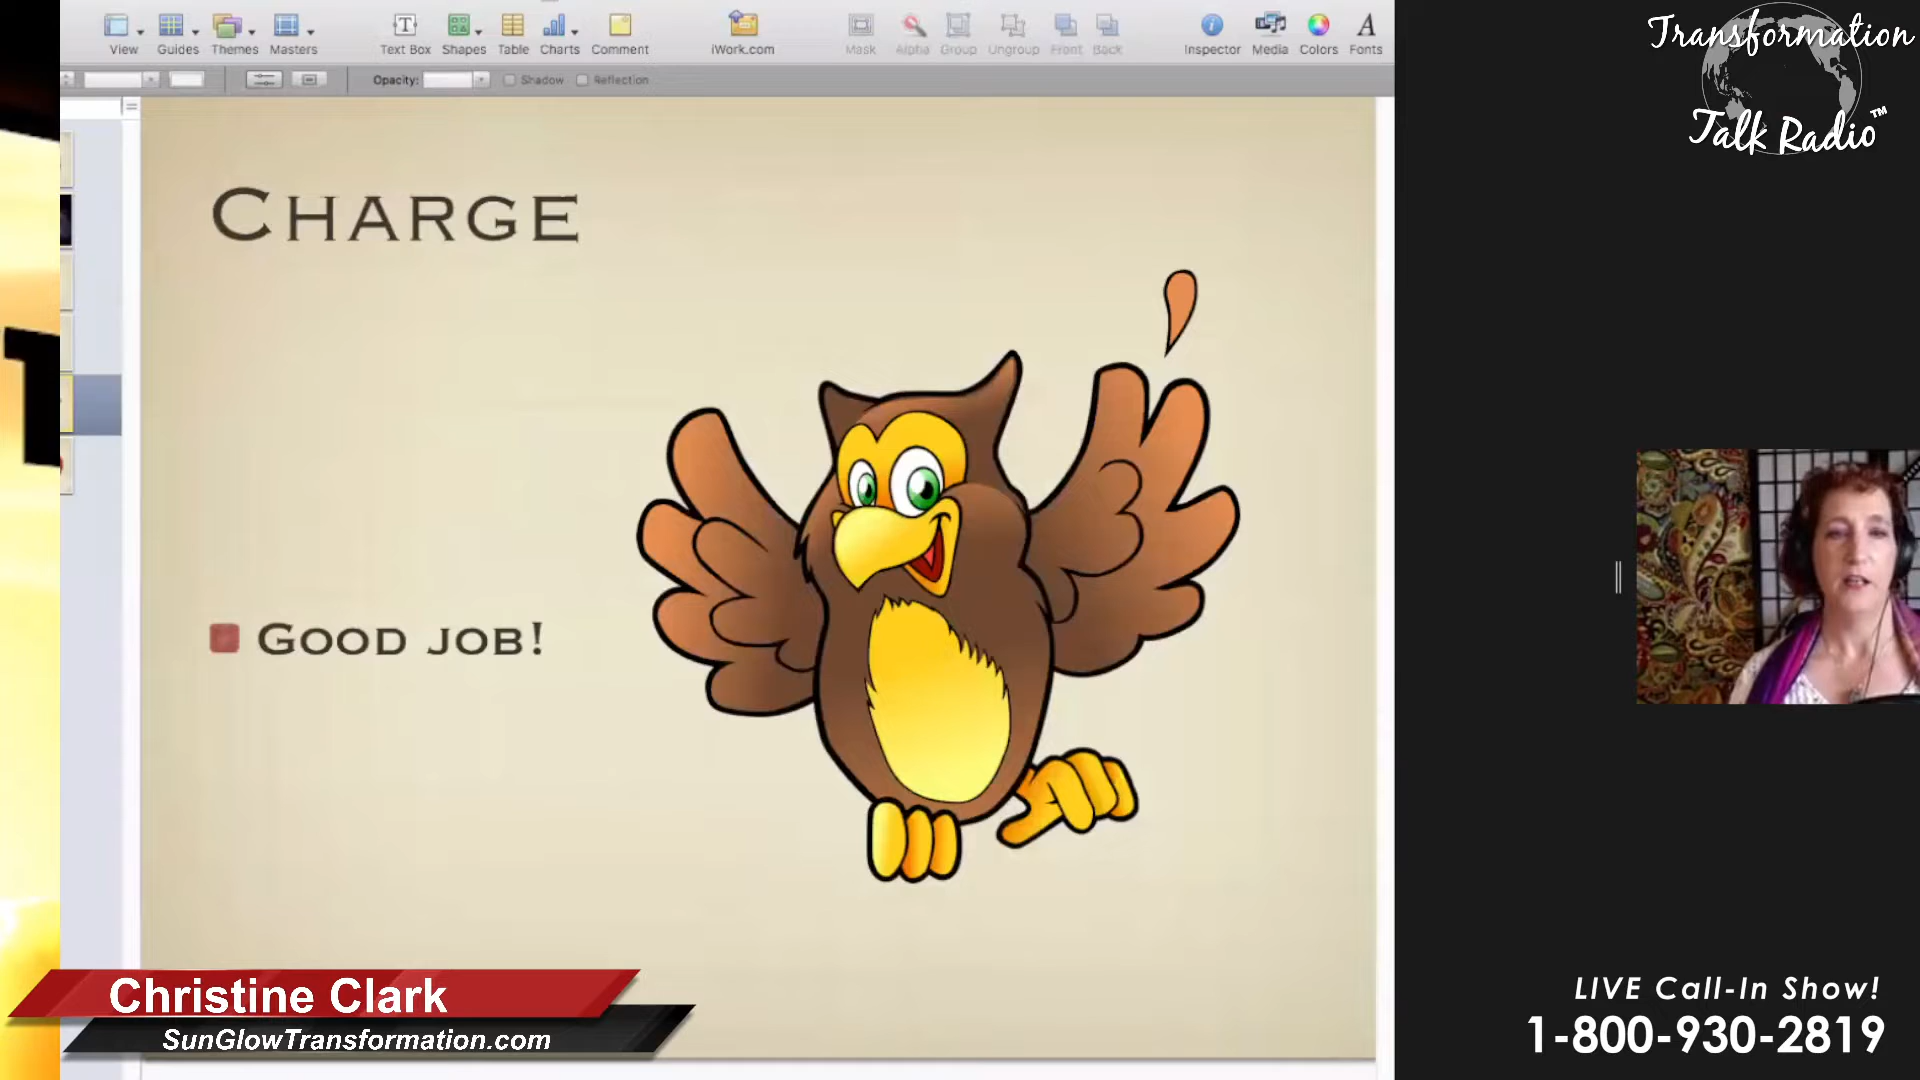 View Guides Themes Masters Text Box Shapes Table Charts Comment iWork.com Mask Alpha Group Ungroup Front Back Inspector Media Colors Fonts
Opacity: Shadow Reflection
Transformation
Talk Radio™
Charge
Good job!
Christine Clark
SunGlowTransformation.com
LIVE Call-In Show!
1-800-930-2819